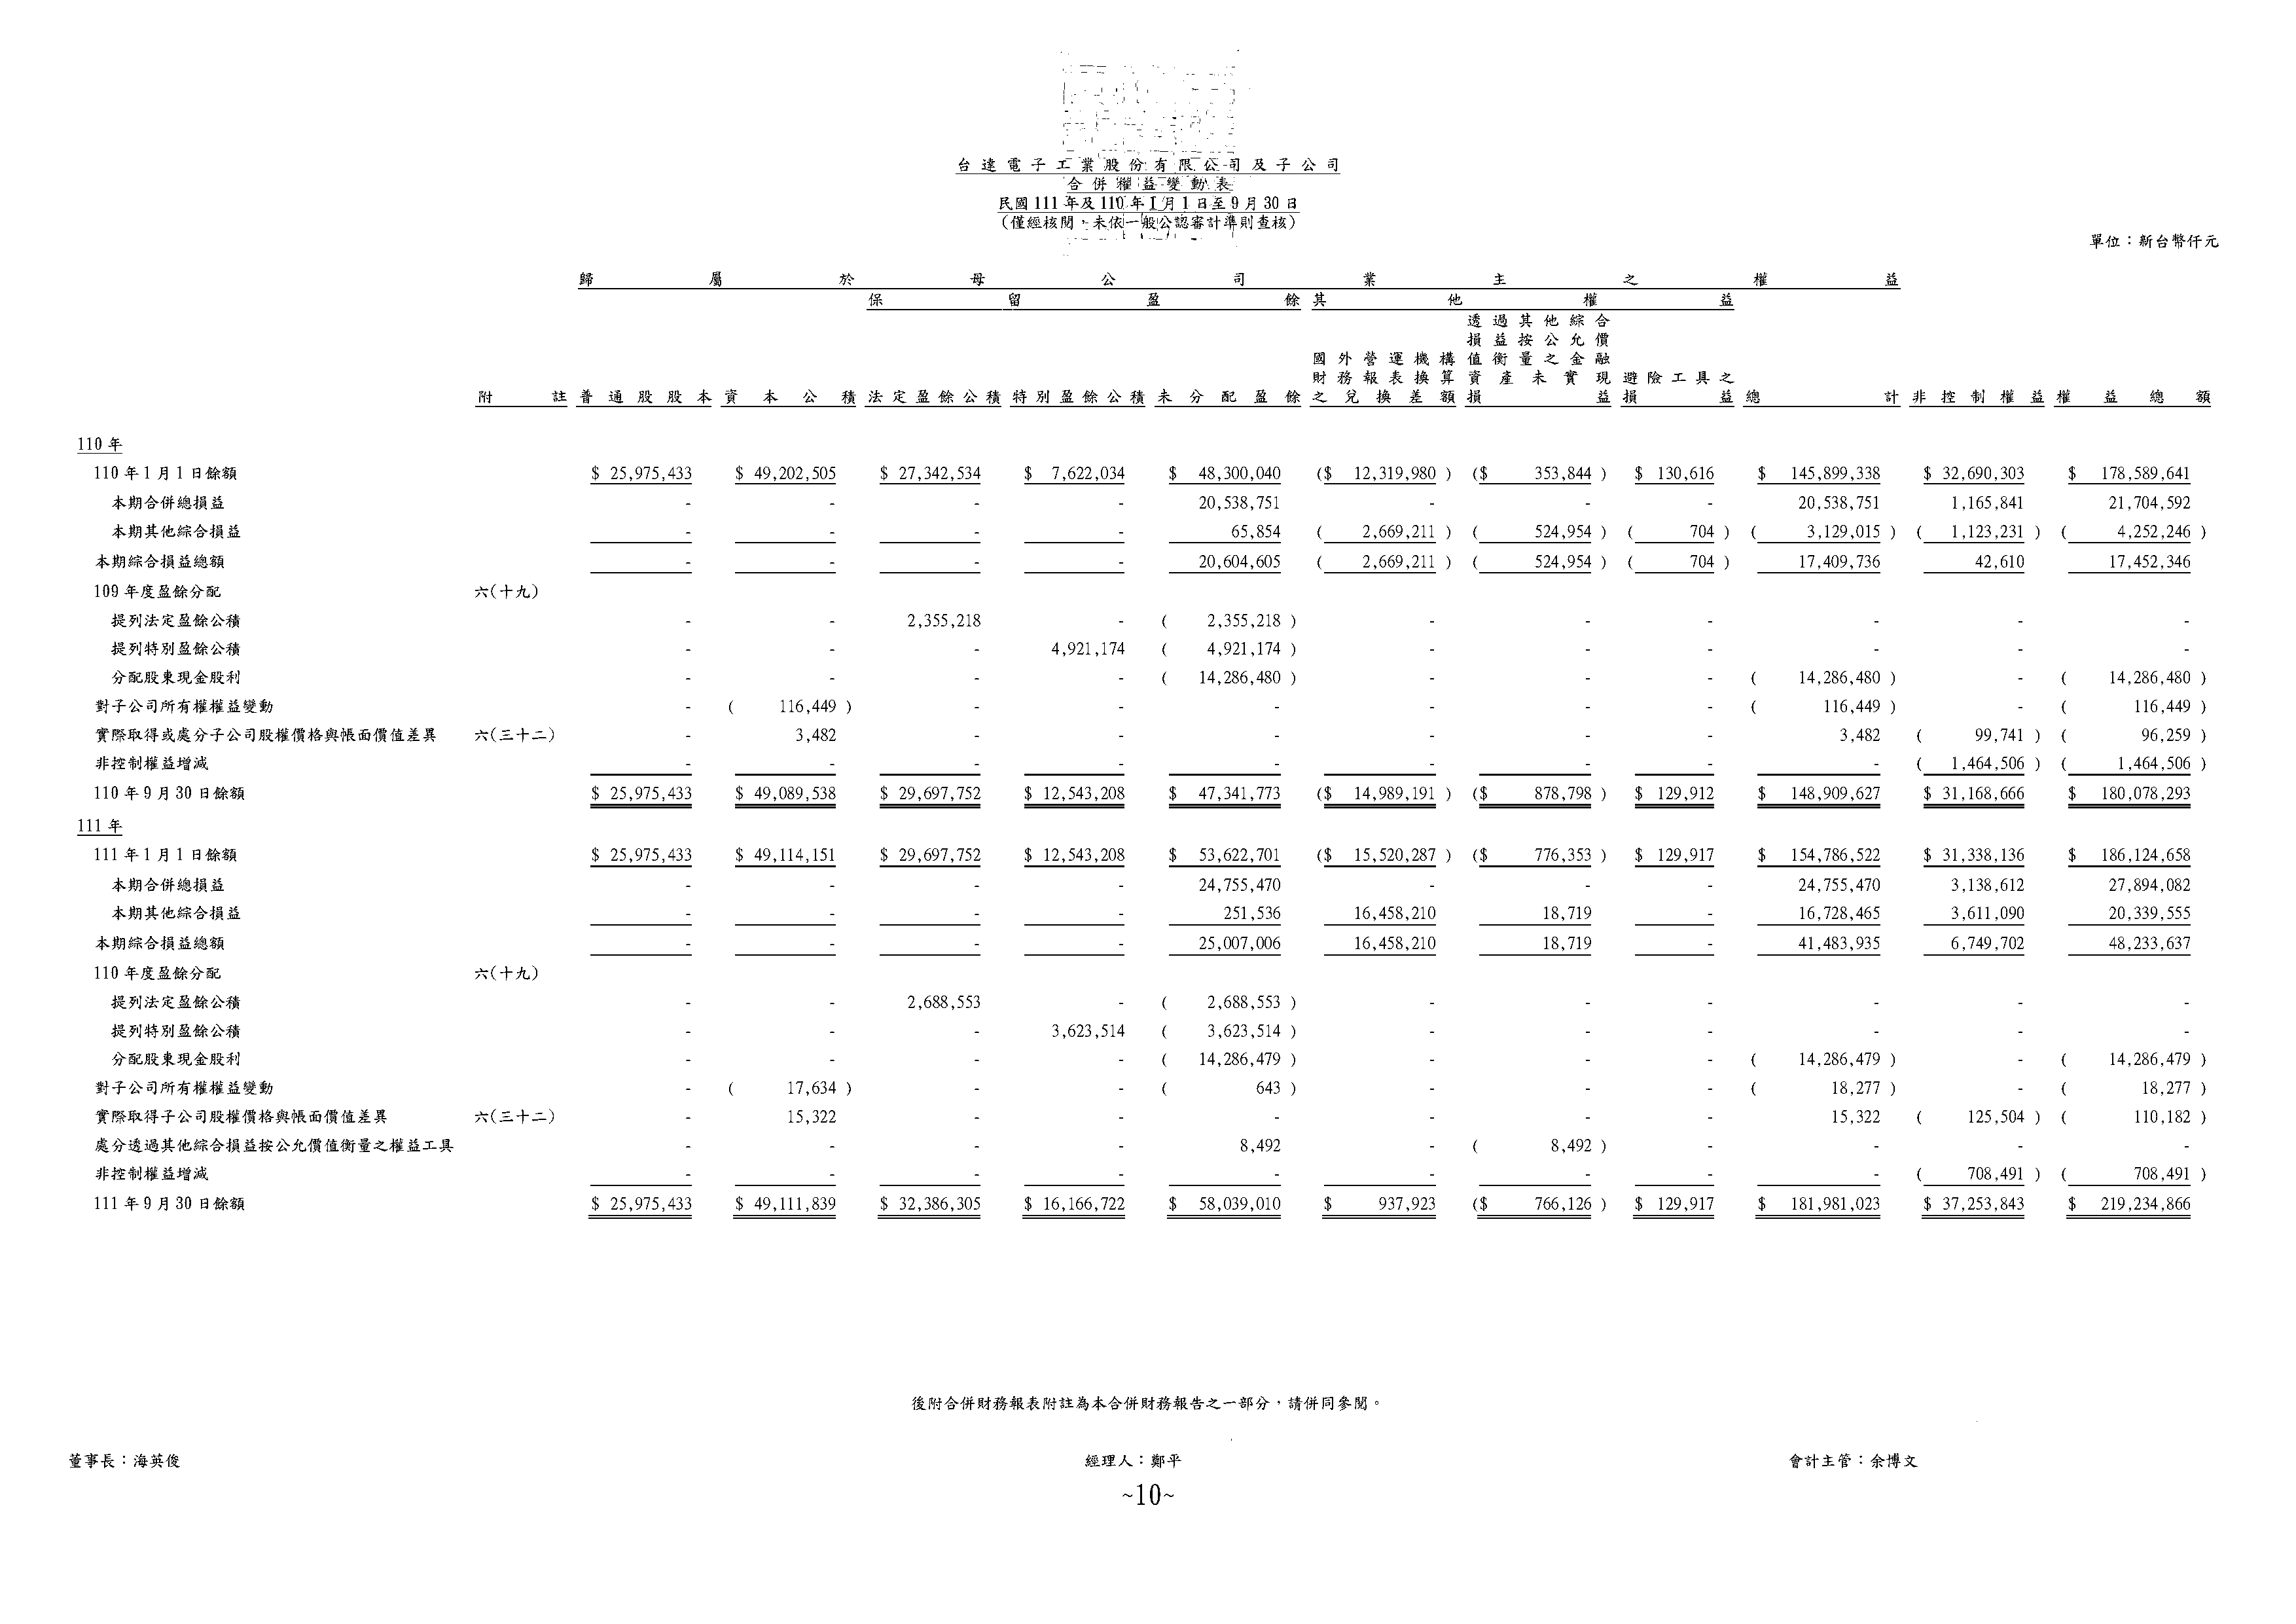 台達電子工業股份有限公司及子公司
合併權益變動表
民國111年及110年1月1日至9月30日
(僅經核閱，未依一般公認審計準則查核)
單位：新台幣仟元
歸屬於母公司業主之權益
保留盈餘 其他權益
附註 普通股股本 資本公積 法定盈餘公積 特別盈餘公積 未分配盈餘 國外營運機構財務報表換算之兌換差額 透過其他綜合損益按公允價值衡量之金融資產未實現損益 避險工具之損益 總計 非控制權益 權益總額
110年
110年1月1日餘額 $ 25,975,433 $ 49,202,505 $ 27,342,534 $ 7,622,034 $ 48,300,040 ($ 12,319,980 ) ($ 353,844 ) $ 130,616 $ 145,899,338 $ 32,690,303 $ 178,589,641
本期合併總損益 - - - - 20,538,751 - - - 20,538,751 1,165,841 21,704,592
本期其他綜合損益 - - - - 65,854 ( 2,669,211 ) ( 524,954 ) ( 704 ) ( 3,129,015 ) ( 1,123,231 ) ( 4,252,246 )
本期綜合損益總額 - - - - 20,604,605 ( 2,669,211 ) ( 524,954 ) ( 704 ) 17,409,736 42,610 17,452,346
109年度盈餘分配 六(十九)
提列法定盈餘公積 - - 2,355,218 - ( 2,355,218 ) - - - - - -
提列特別盈餘公積 - - - 4,921,174 ( 4,921,174 ) - - - - - -
分配股東現金股利 - - - - ( 14,286,480 ) - - - ( 14,286,480 ) - ( 14,286,480 )
對子公司所有權權益變動 - ( 116,449 ) - - - - - - ( 116,449 ) - ( 116,449 )
實際取得或處分子公司股權價格與帳面價值差異 六(三十二) - 3,482 - - - - - - 3,482 ( 99,741 ) ( 96,259 )
非控制權益增減 - - - - - - - - - ( 1,464,506 ) ( 1,464,506 )
110年9月30日餘額 $ 25,975,433 $ 49,089,538 $ 29,697,752 $ 12,543,208 $ 47,341,773 ($ 14,989,191 ) ($ 878,798 ) $ 129,912 $ 148,909,627 $ 31,168,666 $ 180,078,293
111年
111年1月1日餘額 $ 25,975,433 $ 49,114,151 $ 29,697,752 $ 12,543,208 $ 53,622,701 ($ 15,520,287 ) ($ 776,353 ) $ 129,917 $ 154,786,522 $ 31,338,136 $ 186,124,658
本期合併總損益 - - - - 24,755,470 - - - 24,755,470 3,138,612 27,894,082
本期其他綜合損益 - - - - 251,536 16,458,210 18,719 - 16,728,465 3,611,090 20,339,555
本期綜合損益總額 - - - - 25,007,006 16,458,210 18,719 - 41,483,935 6,749,702 48,233,637
110年度盈餘分配 六(十九)
提列法定盈餘公積 - - 2,688,553 - ( 2,688,553 ) - - - - - -
提列特別盈餘公積 - - - 3,623,514 ( 3,623,514 ) - - - - - -
分配股東現金股利 - - - - ( 14,286,479 ) - - - ( 14,286,479 ) - ( 14,286,479 )
對子公司所有權權益變動 - ( 17,634 ) - - ( 643 ) - - - ( 18,277 ) - ( 18,277 )
實際取得子公司股權價格與帳面價值差異 六(三十二) - 15,322 - - - - - - 15,322 ( 125,504 ) ( 110,182 )
處分透過其他綜合損益按公允價值衡量之權益工具 - - - - 8,492 - ( 8,492 ) - - - -
非控制權益增減 - - - - - - - - - ( 708,491 ) ( 708,491 )
111年9月30日餘額 $ 25,975,433 $ 49,111,839 $ 32,386,305 $ 16,166,722 $ 58,039,010 $ 937,923 ($ 766,126 ) $ 129,917 $ 181,981,023 $ 37,253,843 $ 219,234,866
後附合併財務報表附註為本合併財務報告之一部分，請併同參閱。
董事長：海英俊 經理人：鄭平 會計主管：余博文
~10~